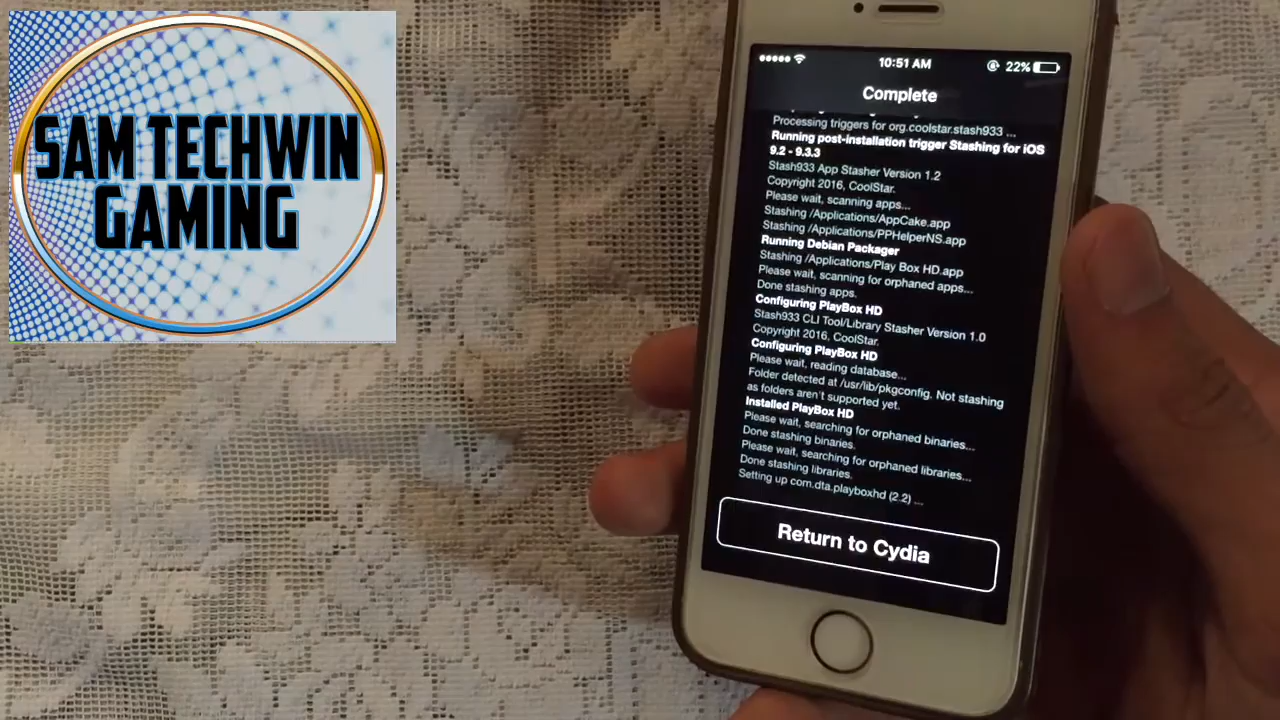 SAM TECHWIN
GAMING
10:51 AM
22%
Complete
Processing triggers for org.coolstar.stash933 ...
Running post-installation trigger Stashing for iOS
9.2 - 9.3.3
Stash933 App Stasher Version 1.2
Copyright 2016, CoolStar.
Please wait, scanning apps...
Stashing /Applications/AppCake.app
Stashing /Applications/PPHelperNS.app
Running Debian Packager
Stashing /Applications/Play Box HD.app
Please wait, scanning for orphaned apps...
Done stashing apps.
Configuring PlayBox HD
Stash933 CLI Tool/Library Stasher Version 1.0
Copyright 2016, CoolStar.
Configuring PlayBox HD
Please wait, reading database...
Folder detected at /usr/lib/pkgconfig. Not stashing
as folders aren't supported yet.
Installed PlayBox HD
Please wait, searching for orphaned binaries...
Done stashing binaries.
Please wait, searching for orphaned libraries...
Done stashing libraries.
Setting up com.dta.playboxhd (2.2) ...
Return to Cydia